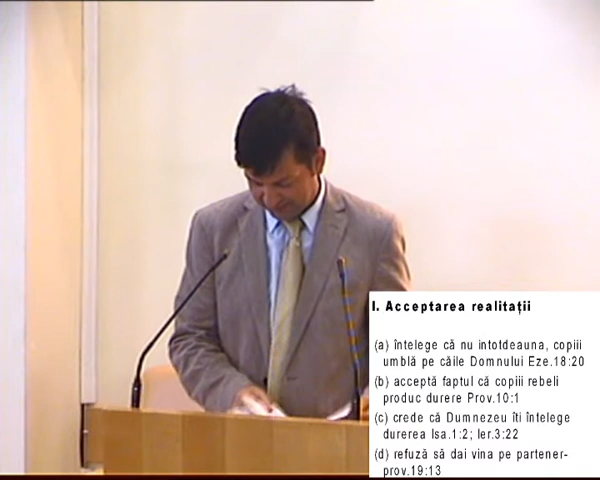 I. Acceptarea realitații
(a) întelege că nu intotdeauna, copiii
umblă pe căile Domnului Eze.18:20
(b) acceptă faptul că copiii rebeli
produc durere Prov.10:1
(c) crede că Dumnezeu îti întelege
durerea Isa.1:2; Ier.3:22
(d) refuză să dai vina pe partener-
prov.19:13